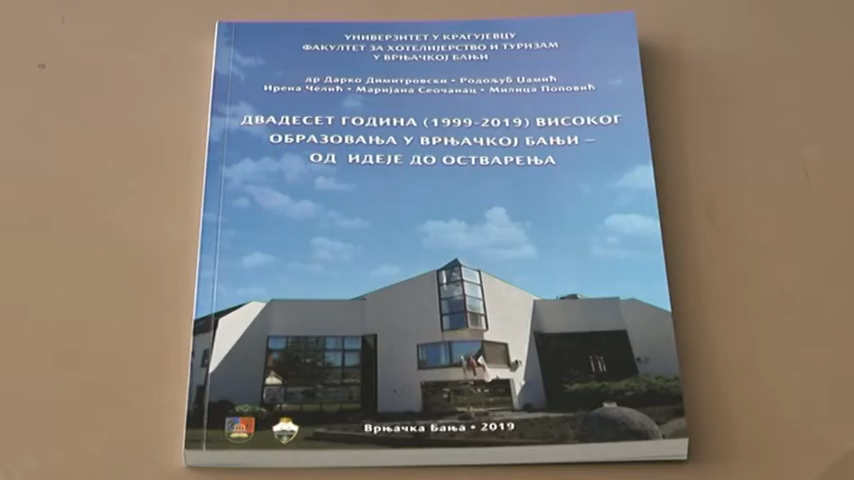 УНИВЕРЗИТЕТ У КРАГУЈЕВЦУ
ФАКУЛТЕТ ЗА ХОТЕЛИЈЕРСТВО И ТУРИЗАМ
У ВРЊАЧКОЈ БАЊИ
др Дарко Димитровски • Родољуб Џамић
Ирена Челић • Маријана Сеочанац • Милица Поповић
ДВАДЕСЕТ ГОДИНА (1999-2019) ВИСОКОГ
ОБРАЗОВАЊА У ВРЊАЧКОЈ БАЊИ –
ОД ИДЕЈЕ ДО ОСТВАРЕЊА
Врњачка Бања • 2019